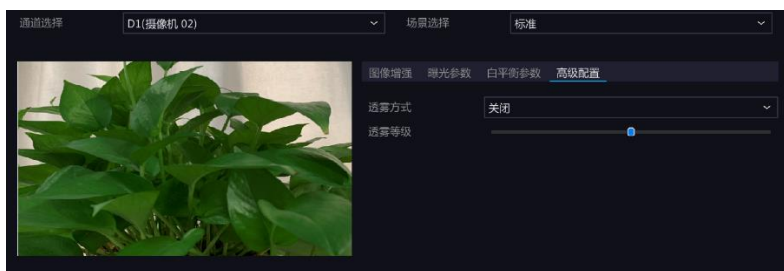 通道选择 D1(摄像机 02) 场景选择 标准
图像增强 曝光参数 白平衡参数 高级配置
透雾方式 关闭
透雾等级